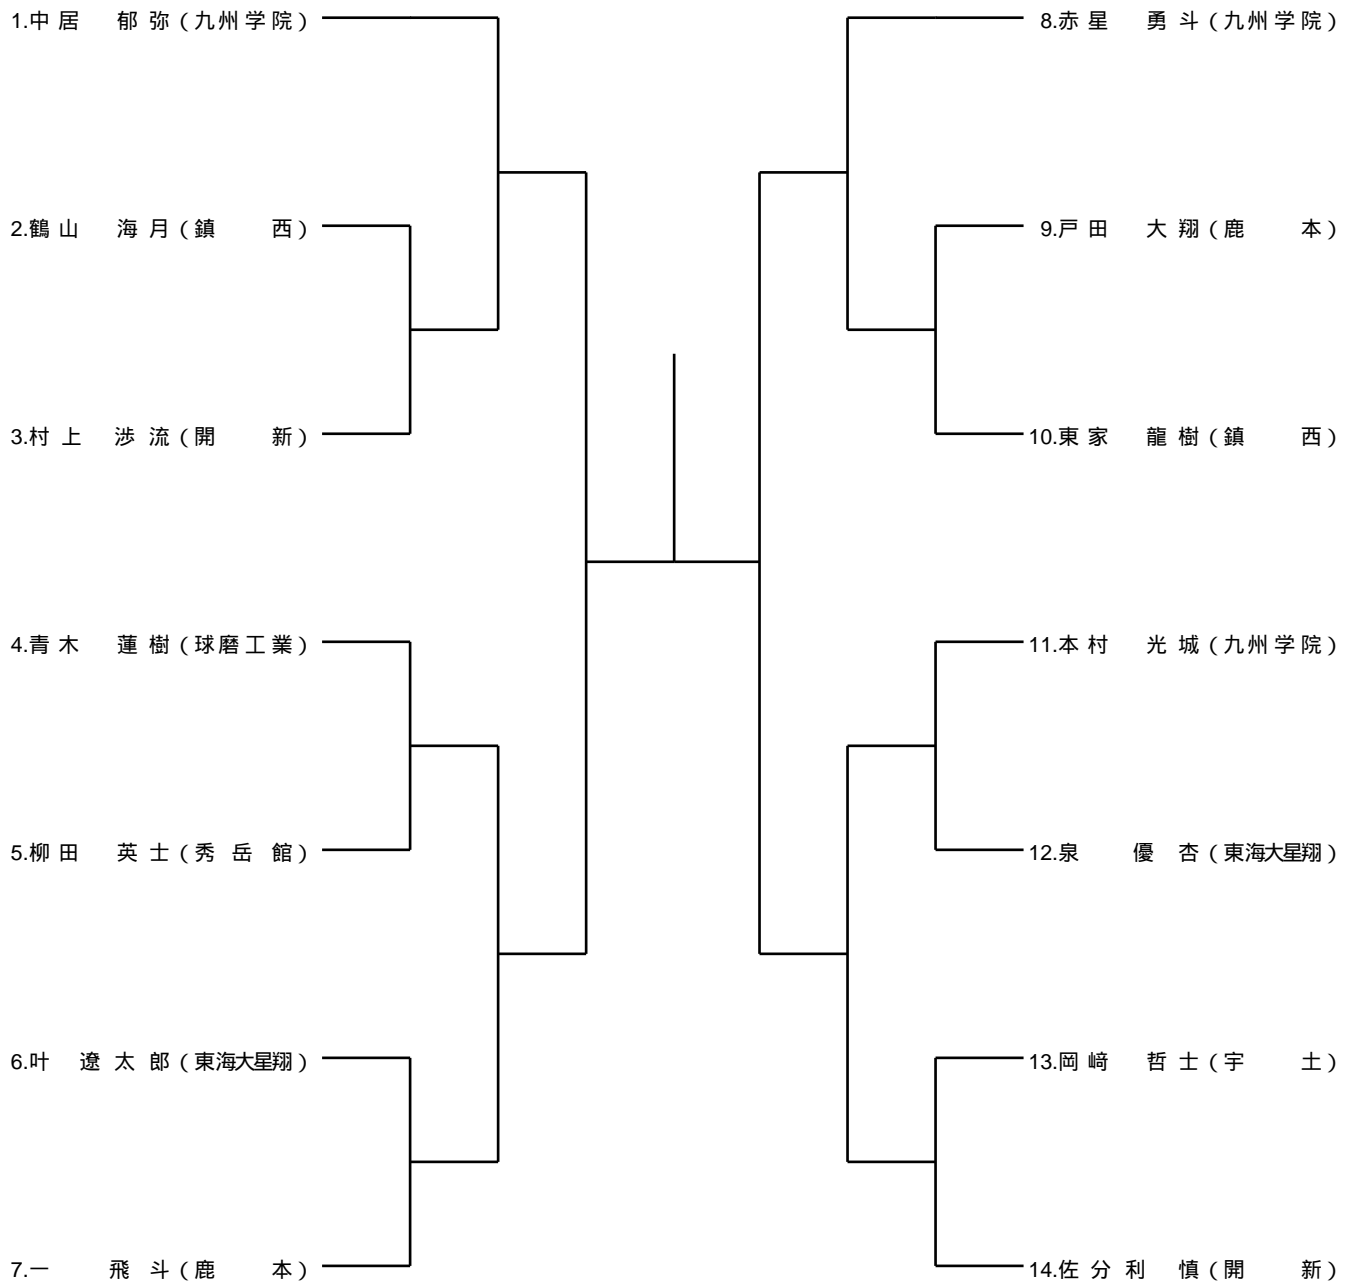 1.中居 郁弥(九州学院)
2.鶴山 海月(鎮 西)
3.村上 渉流(開 新)
4.青木 蓮樹(球磨工業)
5.柳田 英士(秀岳館)
6.叶 遼太郎(東海大星翔)
7.一 飛斗(鹿 本)
8.赤星 勇斗(九州学院)
9.戸田 大翔(鹿 本)
10.東家 龍樹(鎮 西)
11.本村 光城(九州学院)
12.泉 優杏(東海大星翔)
13.岡﨑 哲士(宇 土)
14.佐分利 慎(開 新)